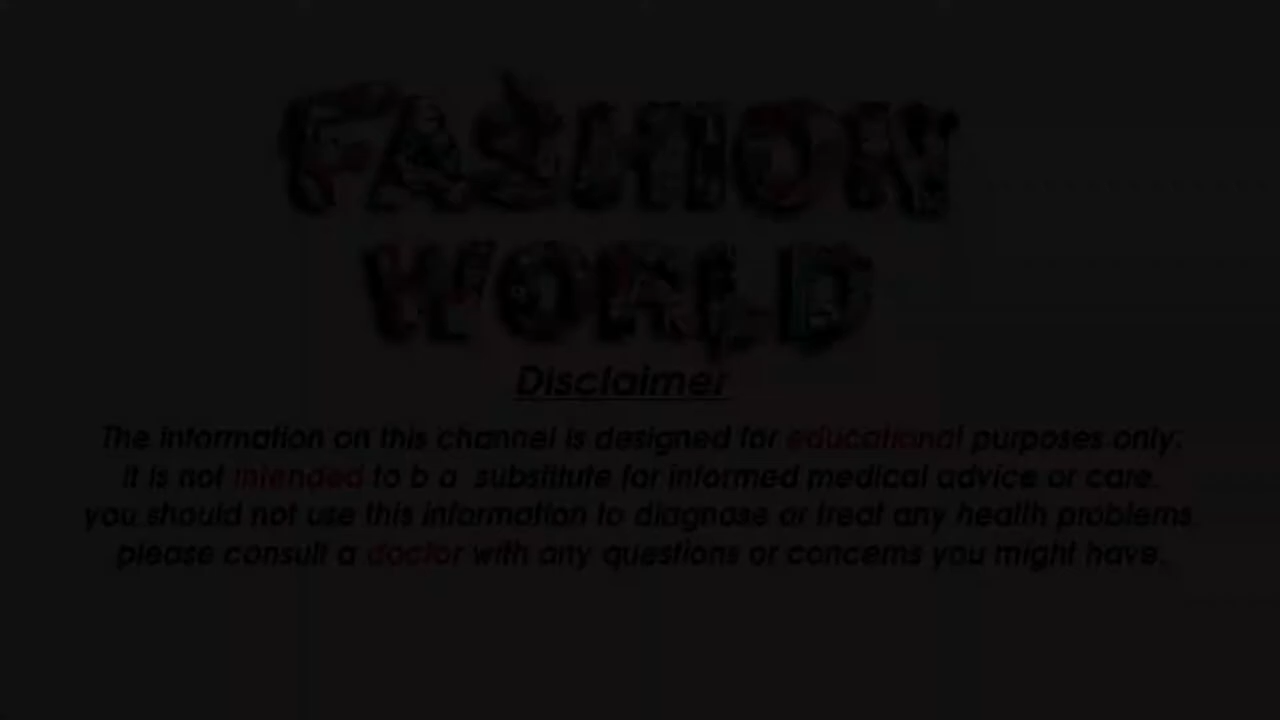 FASHION
WORLD
Disclaimer
The information on this channel is designed for educational purposes only.
It is not intended to b a substitute for informed medical advice or care.
you should not use this information to diagnose or treat any health problems
please consult a doctor with any questions or concerns you might have.